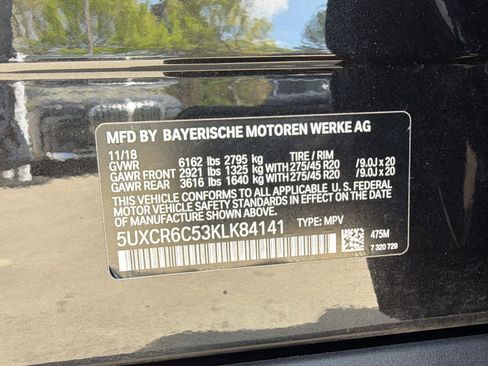 MFD BY BAYERISCHE MOTOREN WERKE AG
11/18
GVWR 6162 lbs 2795 kg TIRE / RIM
GAWR FRONT 2921 lbs 1325 kg 275/45 R20 /9.0J x 20
GAWR REAR 3616 lbs 1640 kg 275/45 R20 /9.0J x 20
THIS VEHICLE CONFORMS TO ALL APPLICABLE U. S. FEDERAL
MOTOR VEHICLE SAFETY STANDARDS IN EFFECT ON THE DATE
OF MANUFACTURE SHOWN ABOVE.
5UXCR6C53KLK84141 TYPE: MPV
475M
7 320 729